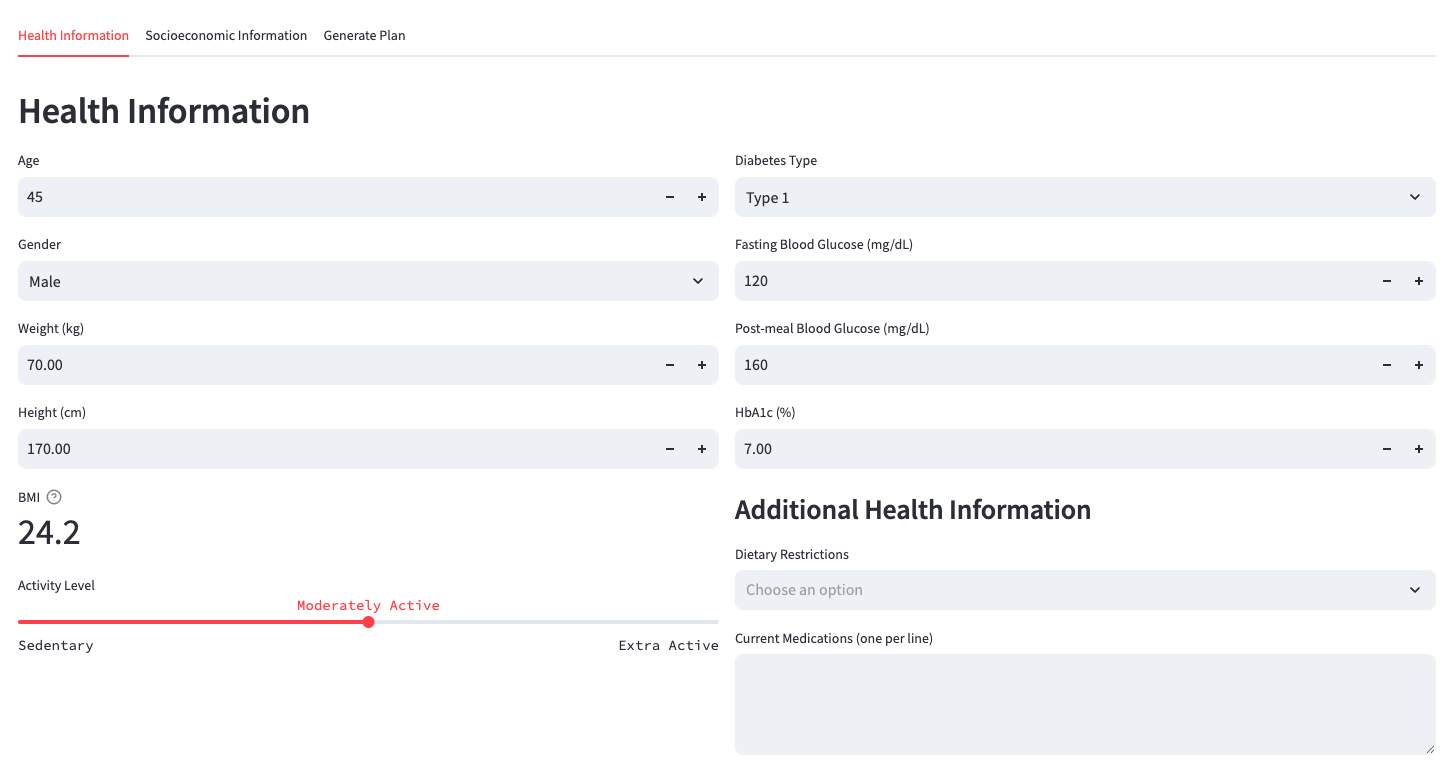 Health Information
Socioeconomic Information
Generate Plan
Health Information
Age
45
Gender
Male
Weight (kg)
70.00
Height (cm)
170.00
BMI
24.2
Activity Level
Moderately Active
Sedentary
Extra Active
Diabetes Type
Type 1
Fasting Blood Glucose (mg/dL)
120
Post-meal Blood Glucose (mg/dL)
160
HbA1c (%)
7.00
Additional Health Information
Dietary Restrictions
Choose an option
Current Medications (one per line)